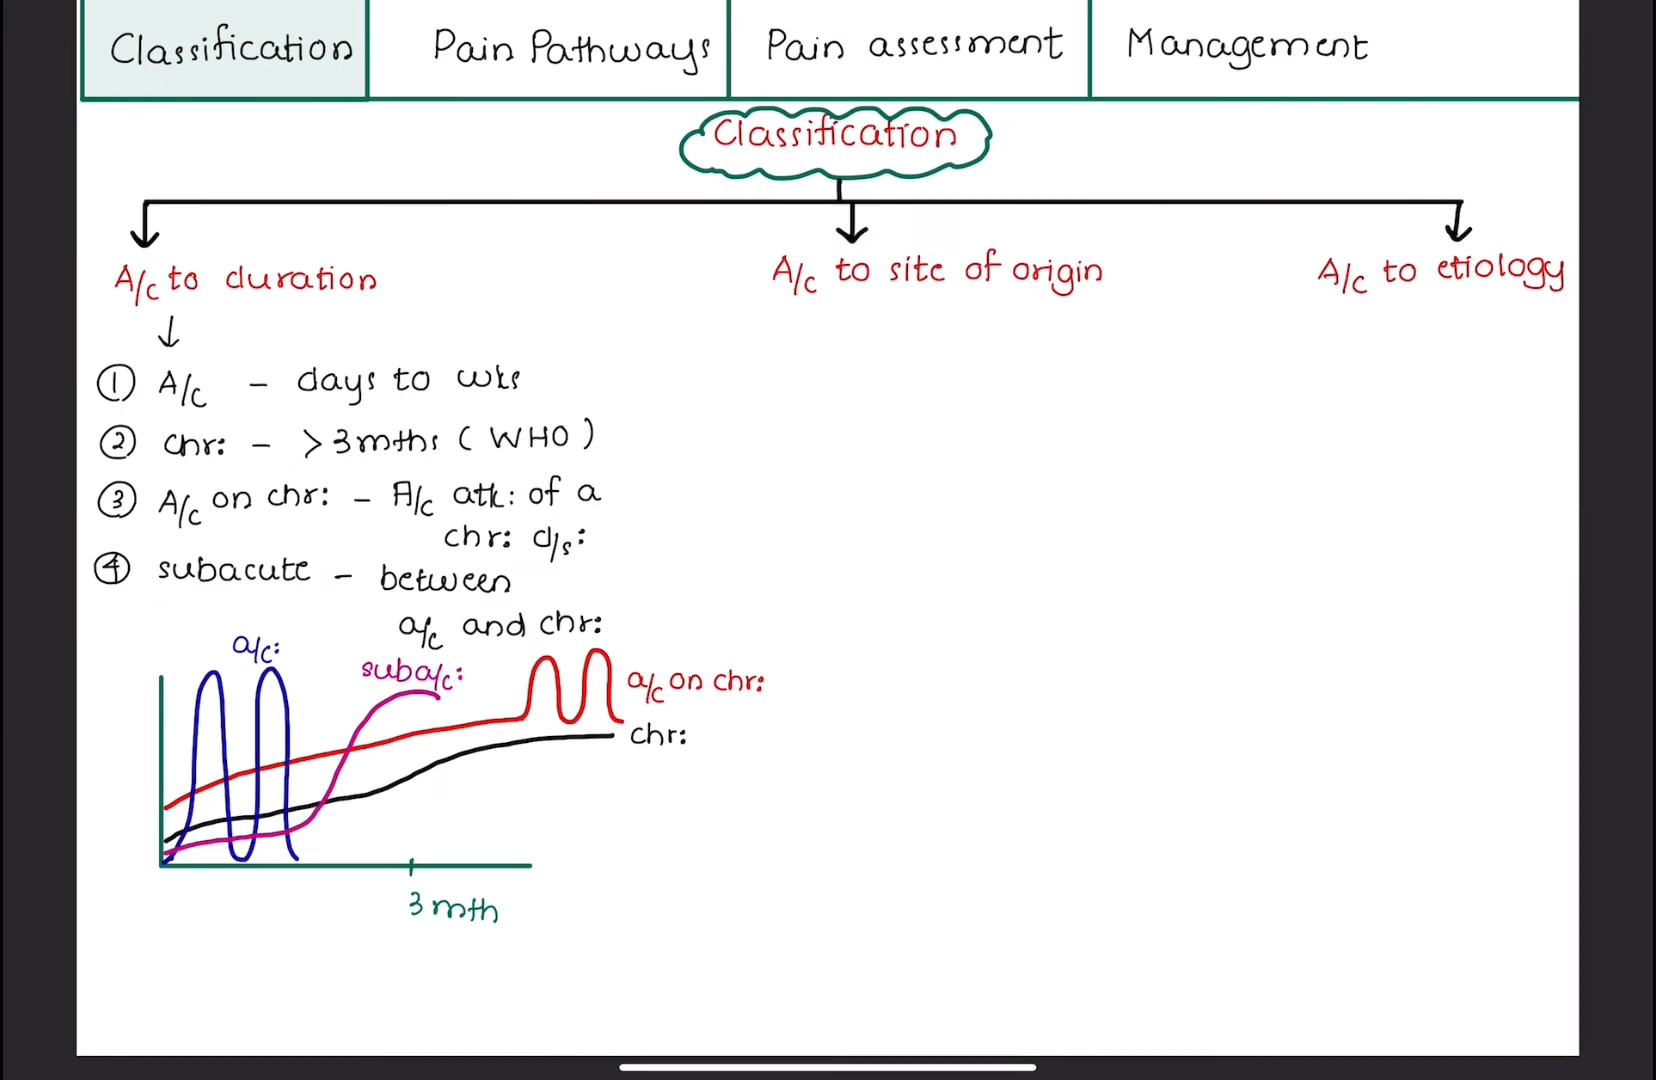 Classification
Pain Pathways
Pain assessment
Management
Classification
A/c to duration
A/c to site of origin
A/c to etiology
① A/c - days to wks
② chr: - >3mths (WHO)
③ A/c on chr: - A/c atk: of a
chr: d/s:
④ subacute - between
a/c and chr:
a/c:
suba/c:
a/c on chr:
chr:
3 mth